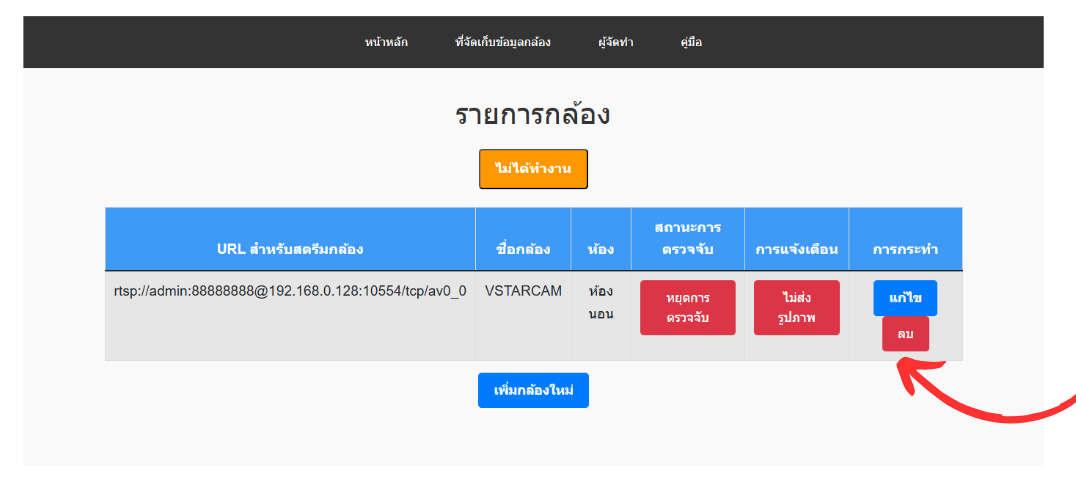 หน้าหลัก ที่จัดเก็บข้อมูลกล้อง ผู้จัดทำ คู่มือ
รายการกล้อง
ไม่ได้ทำงาน
URL สำหรับสตรีมกล้อง ชื่อกล้อง ห้อง สถานะการ ตรวจจับ การแจ้งเตือน การกระทำ
rtsp://admin:88888888@192.168.0.128:10554/tcp/av0_0 VSTARCAM ห้อง นอน หยุดการ ตรวจจับ ไม่ส่ง รูปภาพ แก้ไข
ลบ
เพิ่มกล้องใหม่